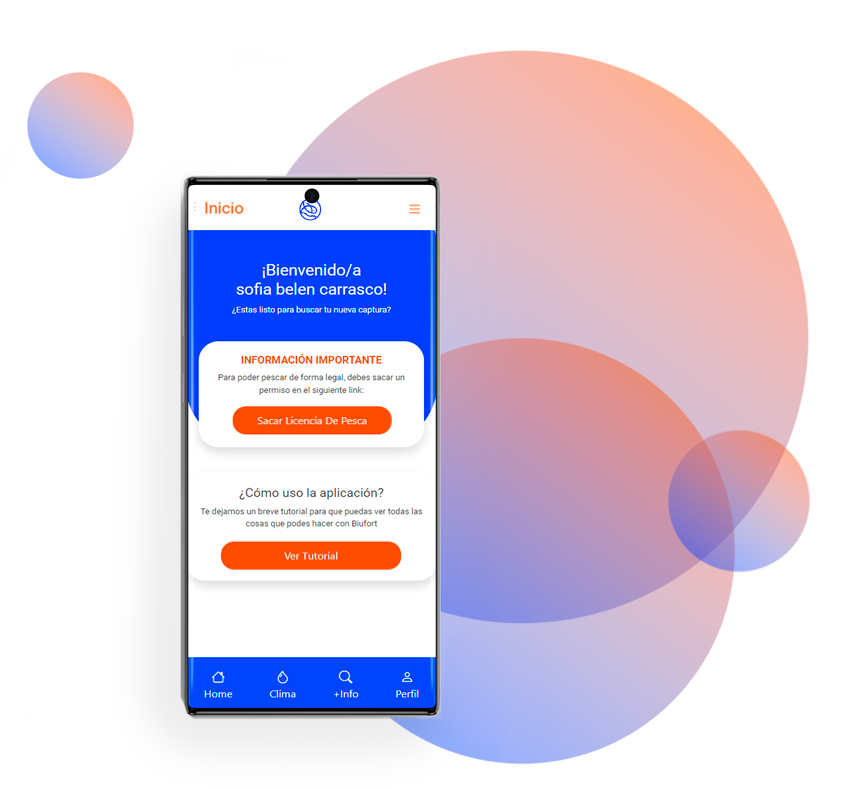 Inicio
¡Bienvenido/a
sofia belen carrasco!
¿Estas listo para buscar tu nueva captura?
INFORMACIÓN IMPORTANTE
Para poder pescar de forma legal, debes sacar un
permiso en el siguiente link:
Sacar Licencia De Pesca
¿Cómo uso la aplicación?
Te dejamos un breve tutorial para que puedas ver todas las
cosas que podes hacer con Biufort
Ver Tutorial
Home Clima +Info Perfil